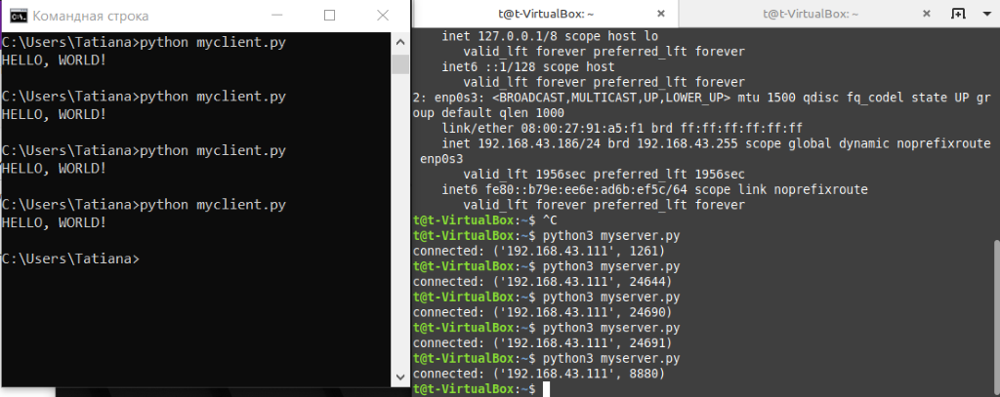 Командная строка
C:\Users\Tatiana>python myclient.py
HELLO, WORLD!
C:\Users\Tatiana>python myclient.py
HELLO, WORLD!
C:\Users\Tatiana>python myclient.py
HELLO, WORLD!
C:\Users\Tatiana>python myclient.py
HELLO, WORLD!
C:\Users\Tatiana>
t@t-VirtualBox: ~
t@t-VirtualBox: ~
inet 127.0.0.1/8 scope host lo
valid_lft forever preferred_lft forever
inet6 ::1/128 scope host
valid_lft forever preferred_lft forever
2: enp0s3: <BROADCAST,MULTICAST,UP,LOWER_UP> mtu 1500 qdisc fq_codel state UP gr
oup default qlen 1000
link/ether 08:00:27:91:a5:f1 brd ff:ff:ff:ff:ff:ff
inet 192.168.43.186/24 brd 192.168.43.255 scope global dynamic noprefixroute
enp0s3
valid_lft 1956sec preferred_lft 1956sec
inet6 fe80::b79e:ee6e:ad6b:ef5c/64 scope link noprefixroute
valid_lft forever preferred_lft forever
t@t-VirtualBox:~$ ^C
t@t-VirtualBox:~$ python3 myserver.py
connected: ('192.168.43.111', 1261)
t@t-VirtualBox:~$ python3 myserver.py
connected: ('192.168.43.111', 24644)
t@t-VirtualBox:~$ python3 myserver.py
connected: ('192.168.43.111', 24690)
t@t-VirtualBox:~$ python3 myserver.py
connected: ('192.168.43.111', 24691)
t@t-VirtualBox:~$ python3 myserver.py
connected: ('192.168.43.111', 8880)
t@t-VirtualBox:~$